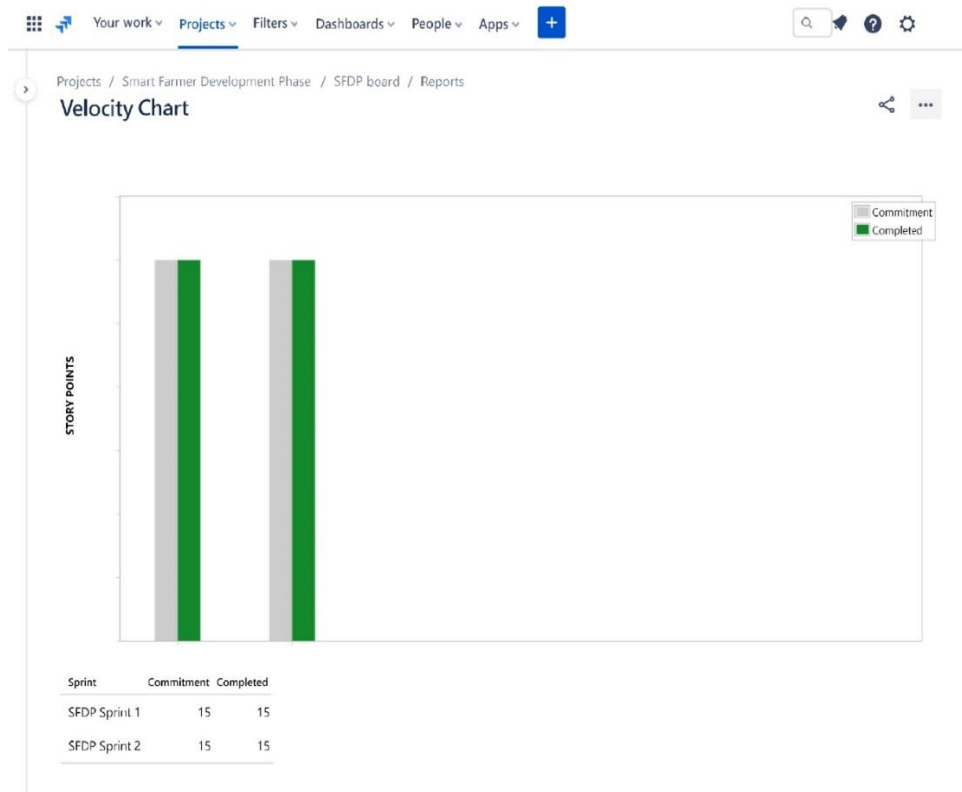 Your work Projects Filters Dashboards People Apps +
Projects / Smart Farmer Development Phase / SFDP board / Reports
Velocity Chart
Commitment
Completed
STORY POINTS
Sprint Commitment Completed
SFDP Sprint 1 15 15
SFDP Sprint 2 15 15